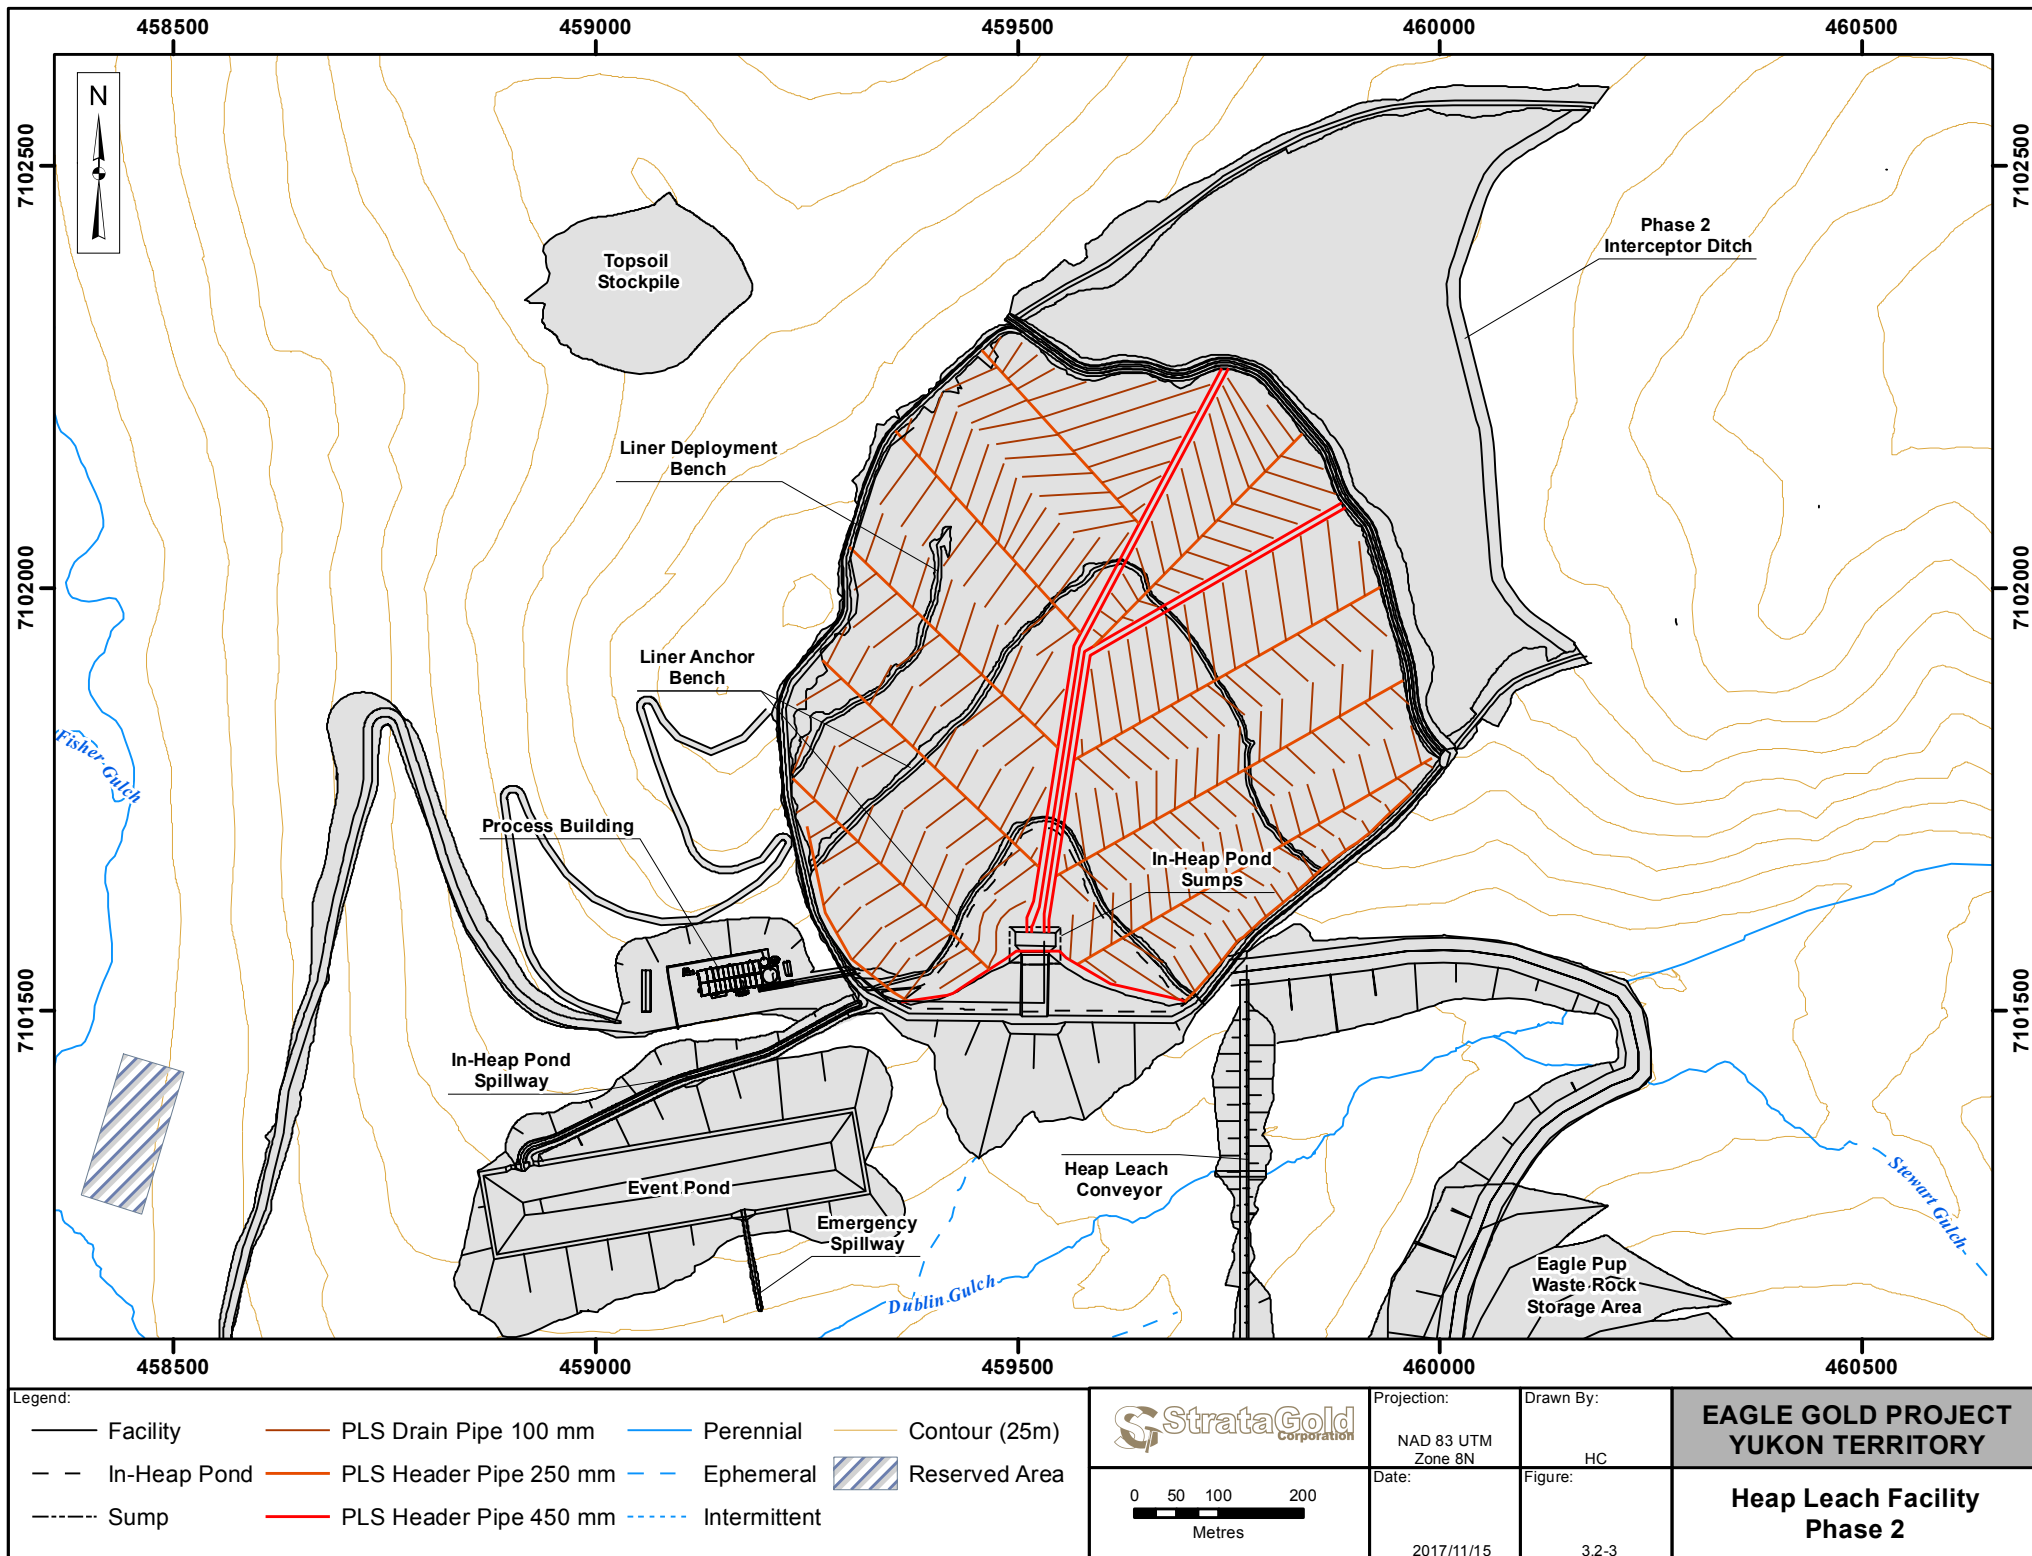 458500
459000
459500
460000
460500
N
7102500
7102500
Phase 2
Interceptor Ditch
Topsoil
Stockpile
Liner Deployment
Bench
7102000
7102000
Liner Anchor
Bench
Fisher Gulch
Process Building
In-Heap Pond
Sumps
7101500
7101500
In-Heap Pond
Spillway
Heap Leach
Conveyor
Stewart Gulch
Event Pond
Emergency
Spillway
Dublin Gulch
Eagle Pup
Waste Rock
Storage Area
458500
459000
459500
460000
460500
Legend:
Facility
PLS Drain Pipe 100 mm
Perennial
Contour (25m)
In-Heap Pond
PLS Header Pipe 250 mm
Ephemeral
Reserved Area
Sump
PLS Header Pipe 450 mm
Intermittent
StrataGold
Corporation
0 50 100 200
Metres
Projection:
NAD 83 UTM
Zone 8N
Drawn By:
HC
Date:
2017/11/15
Figure:
3.2-3
EAGLE GOLD PROJECT
YUKON TERRITORY
Heap Leach Facility
Phase 2